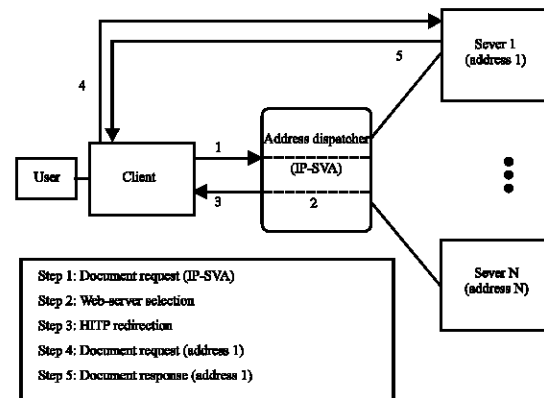 Sever 1
(address 1)
5
4
Address dispatcher
1
(IP-SVA)
User
Client
3
2
Sever N
(address N)
Step 1: Document request (IP-SVA)
Step 2: Web-server selection
Step 3: HITP redirection
Step 4: Document request (address 1)
Step 5: Document response (address 1)